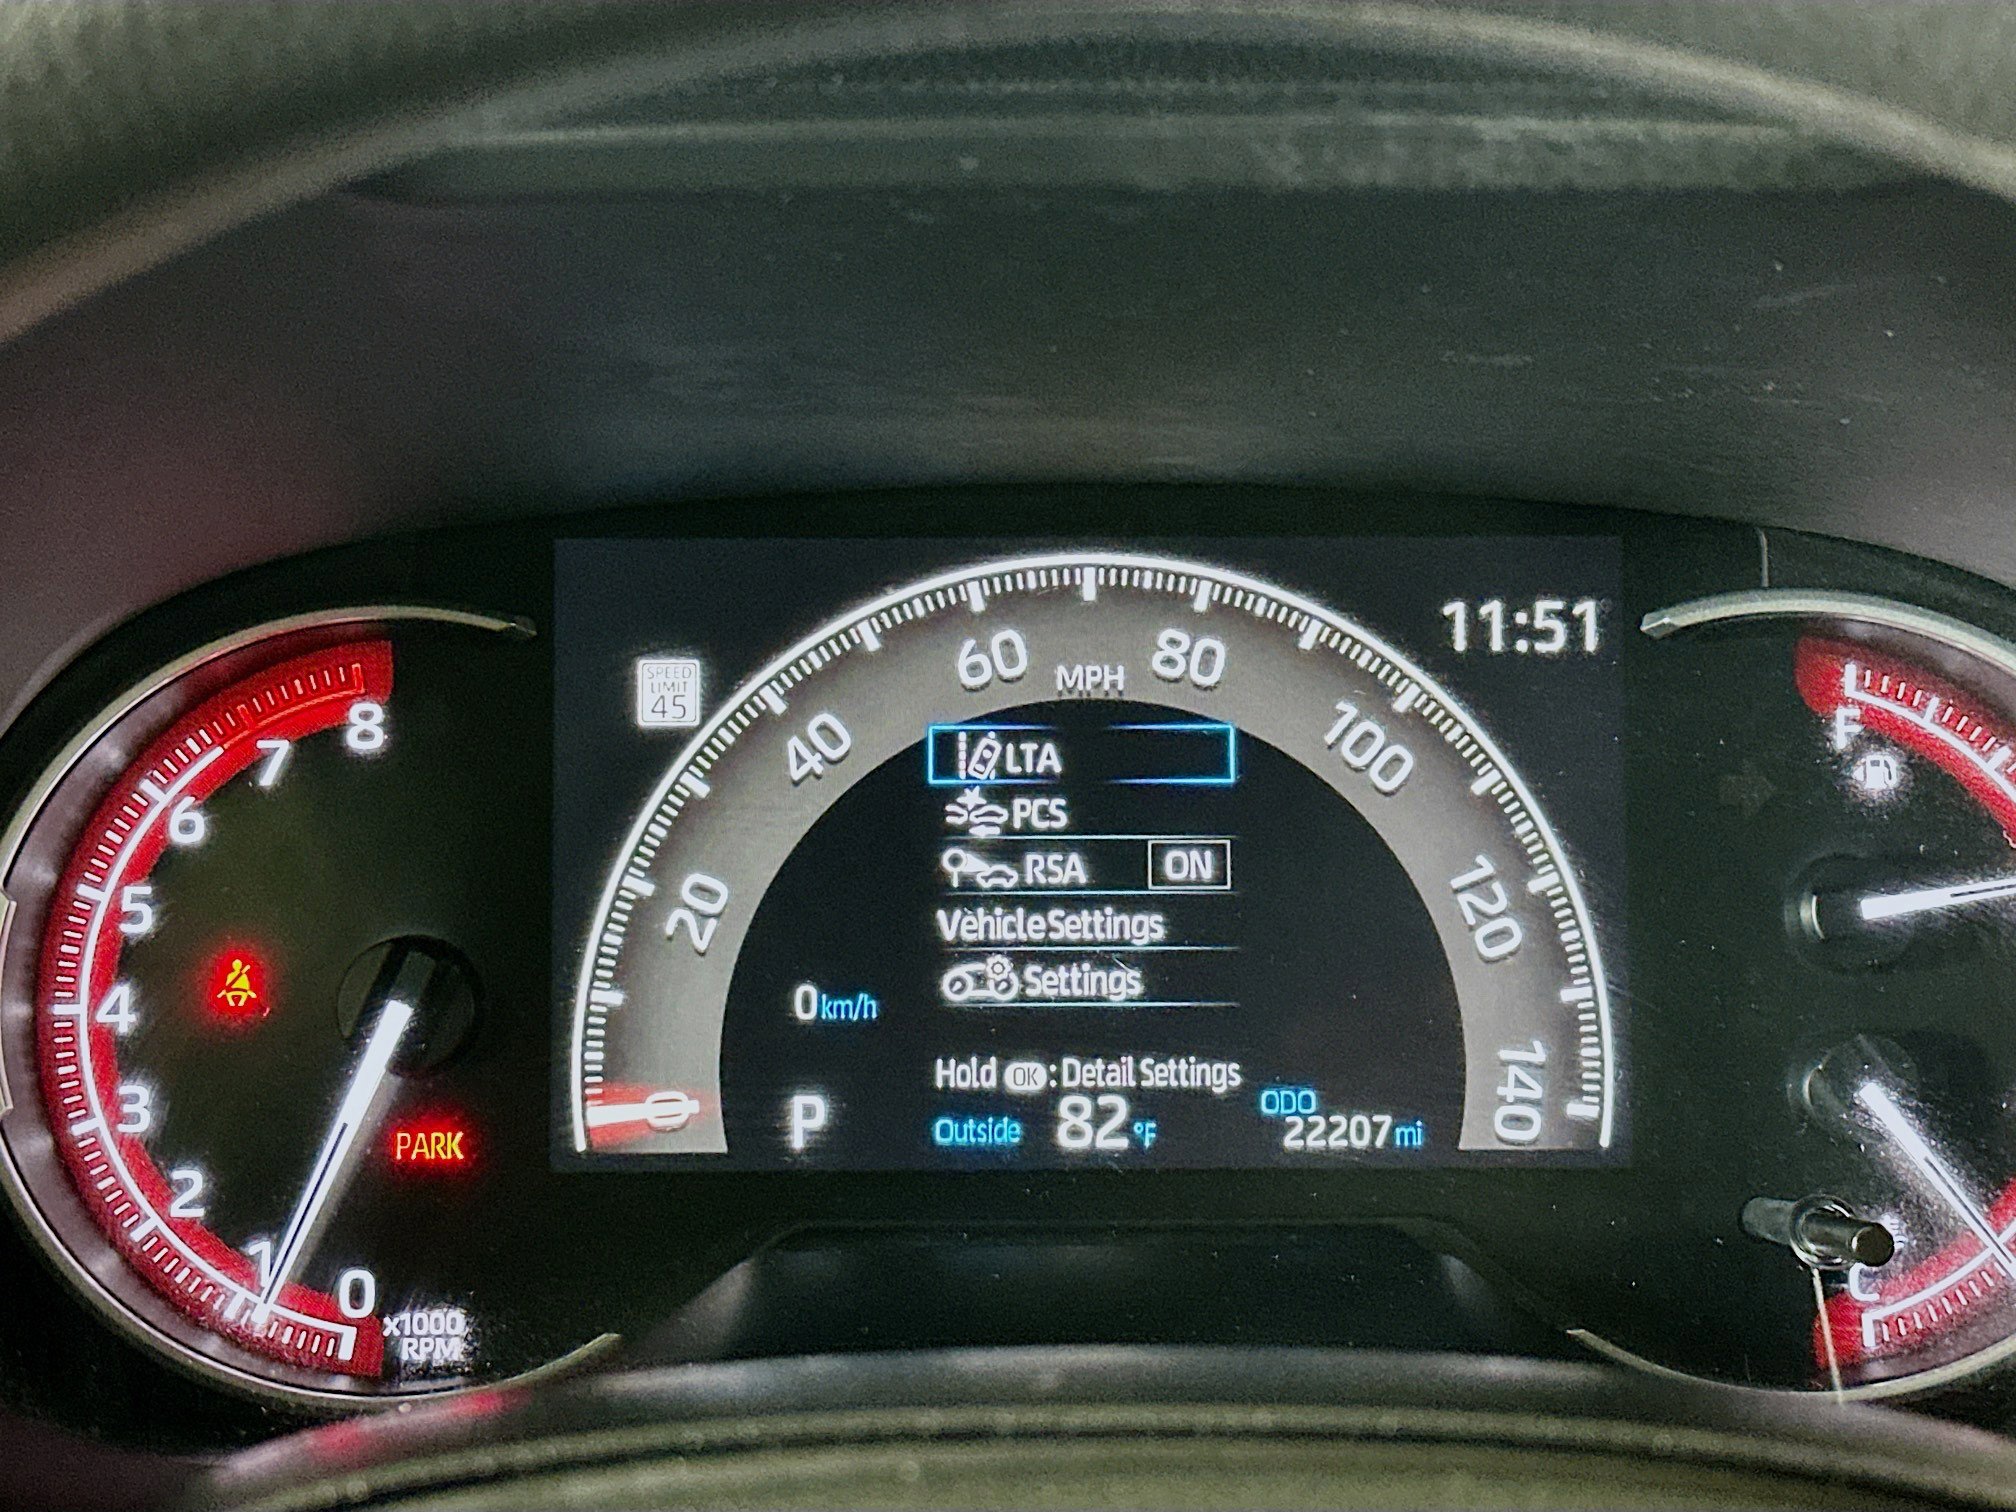 8
7
6
5
4
3
2
1
0
x1000
RPM
PARK
SPEED
LIMIT
45
11:51
0
20
40
60
MPH
80
100
120
140
LTA
PCS
RSA ON
Vehicle Settings
Settings
0 km/h
Hold OK : Detail Settings
P
Outside 82 °F
ODO
22207 mi
F
C